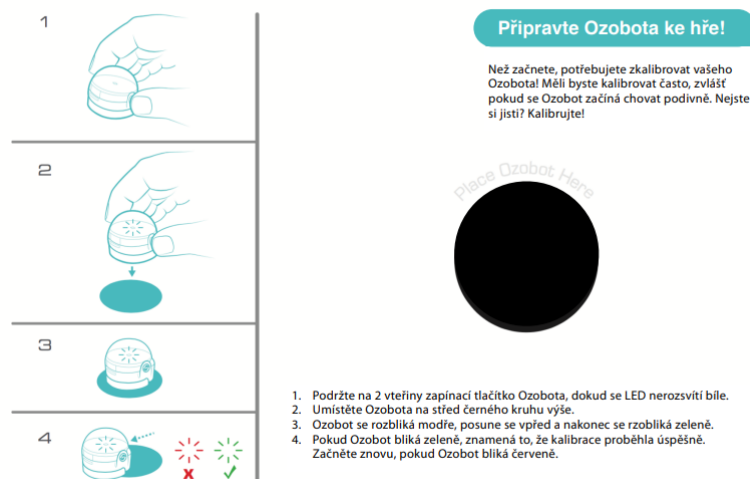 1
2
3
4
Připravte Ozobota ke hře!
Než začnete, potřebujete zkalibrovat vašeho
Ozobota! Měli byste kalibrovat často, zvlášť
pokud se Ozobot začíná chovat podivně. Nejste
si jisti? Kalibrujte!
Place Ozobot Here
1. Podržte na 2 vteřiny zapínací tlačítko Ozobota, dokud se LED nerozsvítí bíle.
2. Umístěte Ozobota na střed černého kruhu výše.
3. Ozobot se rozbliká modře, posune se vpřed a nakonec se rzobliká zeleně.
4. Pokud Ozobot bliká zeleně, znamená to, že kalibrace proběhla úspěšně.
Začněte znovu, pokud Ozobot bliká červeně.